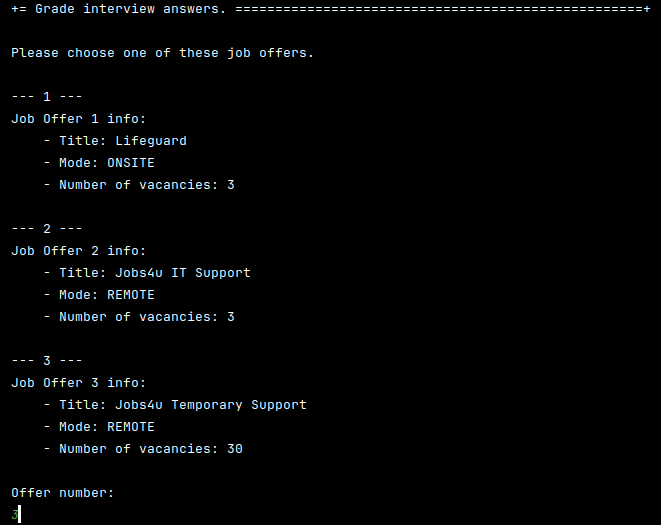 += Grade interview answers. ===================================================+
Please choose one of these job offers.
--- 1 ---
Job Offer 1 info:
- Title: Lifeguard
- Mode: ONSITE
- Number of vacancies: 3
--- 2 ---
Job Offer 2 info:
- Title: Jobs4u IT Support
- Mode: REMOTE
- Number of vacancies: 3
--- 3 ---
Job Offer 3 info:
- Title: Jobs4u Temporary Support
- Mode: REMOTE
- Number of vacancies: 30
Offer number:
3